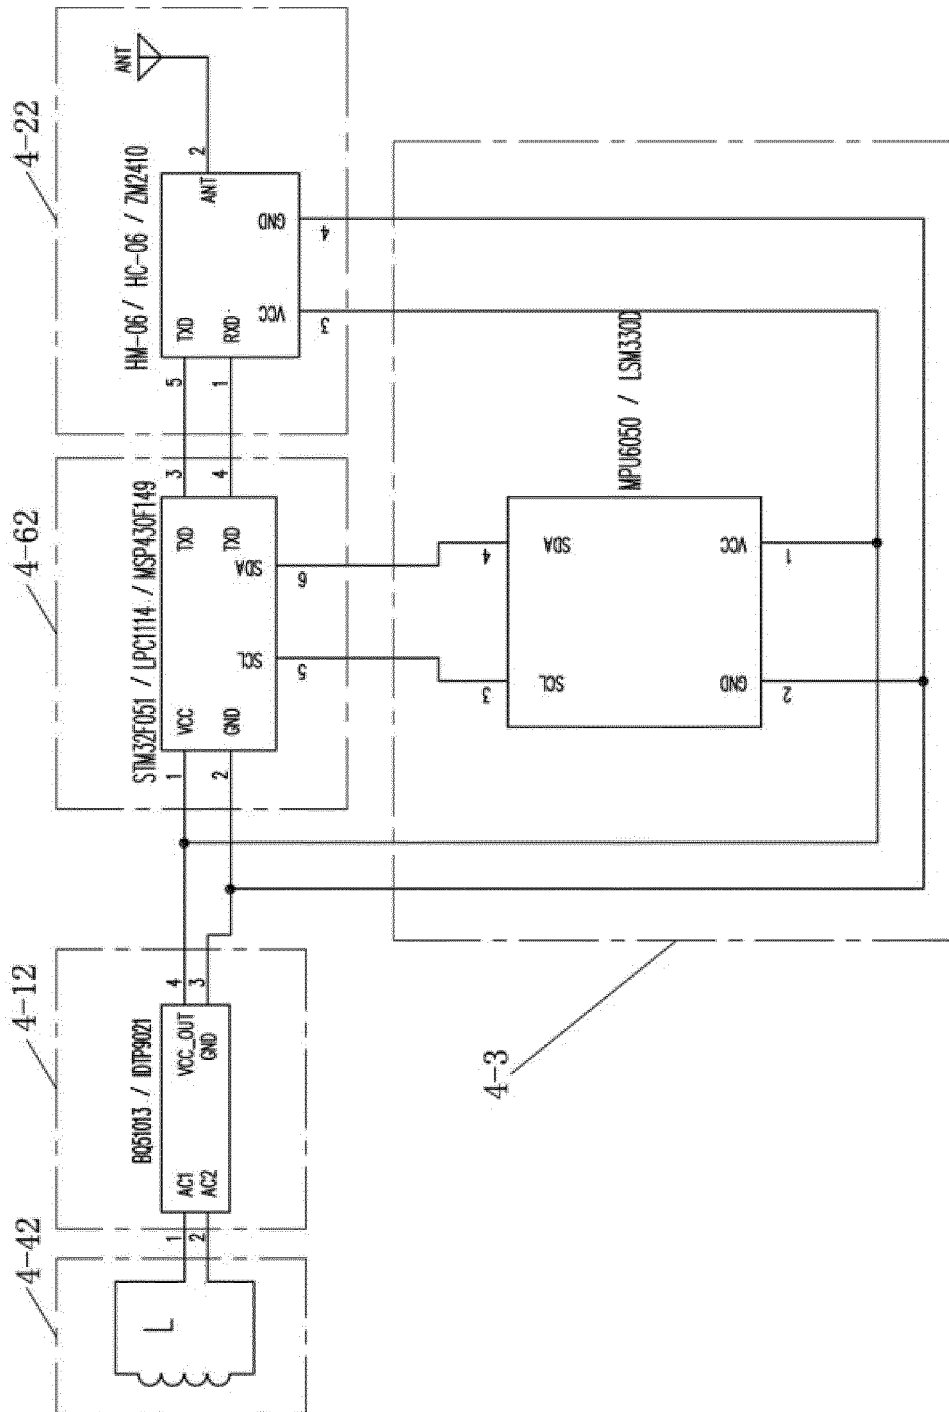 4-42
L
1
2
4-12
BQ51013 / IDTP9021
AC1
AC2
VCC_OUT
GND
4
3
4-62
STM32F051 / LPC1114 / MSP430F149
1
2
VCC
GND
TXD
TXD
SCL
SDA
3
4
5
6
4-22
HM-06 / HC-06 / ZM2410
5
1
TXD
RXD
VCC
GND
ANT
3
4
2
ANT
4-3
MPU6050 / LSM330D
3
4
SCL
SDA
GND
VCC
2
1